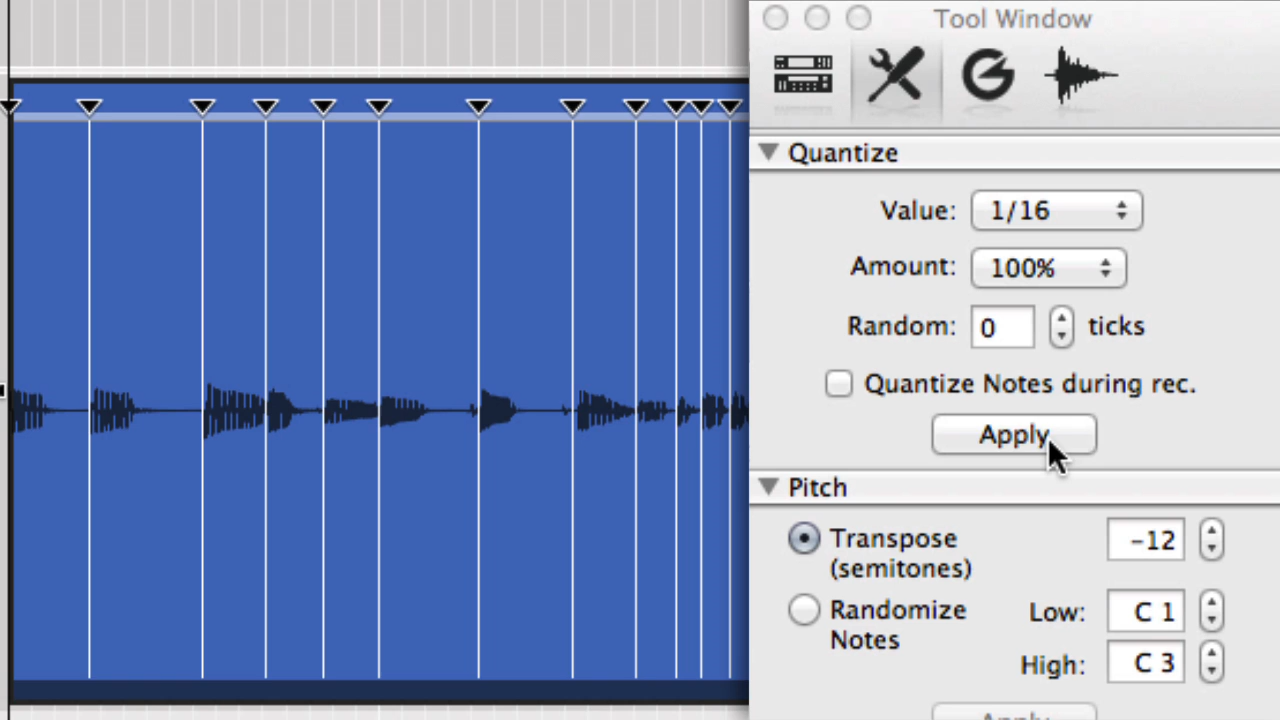 Tool Window
Quantize
Value: 1/16
Amount: 100%
Random: 0 ticks
Quantize Notes during rec.
Apply
Pitch
Transpose -12
(semitones)
Randomize Low: C 1
Notes
High: C 3
Apply